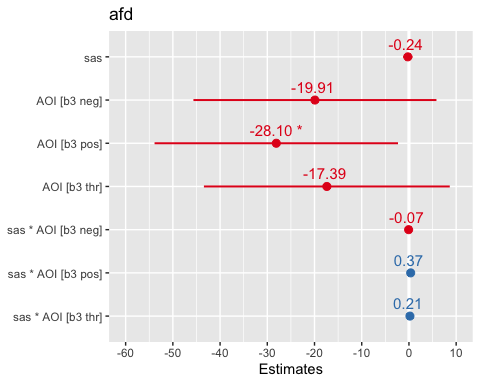 afd
sas
-0.24
AOI [b3 neg]
-19.91
AOI [b3 pos]
-28.10 *
AOI [b3 thr]
-17.39
sas * AOI [b3 neg]
-0.07
sas * AOI [b3 pos]
0.37
sas * AOI [b3 thr]
0.21
-60 -50 -40 -30 -20 -10 0 10
Estimates